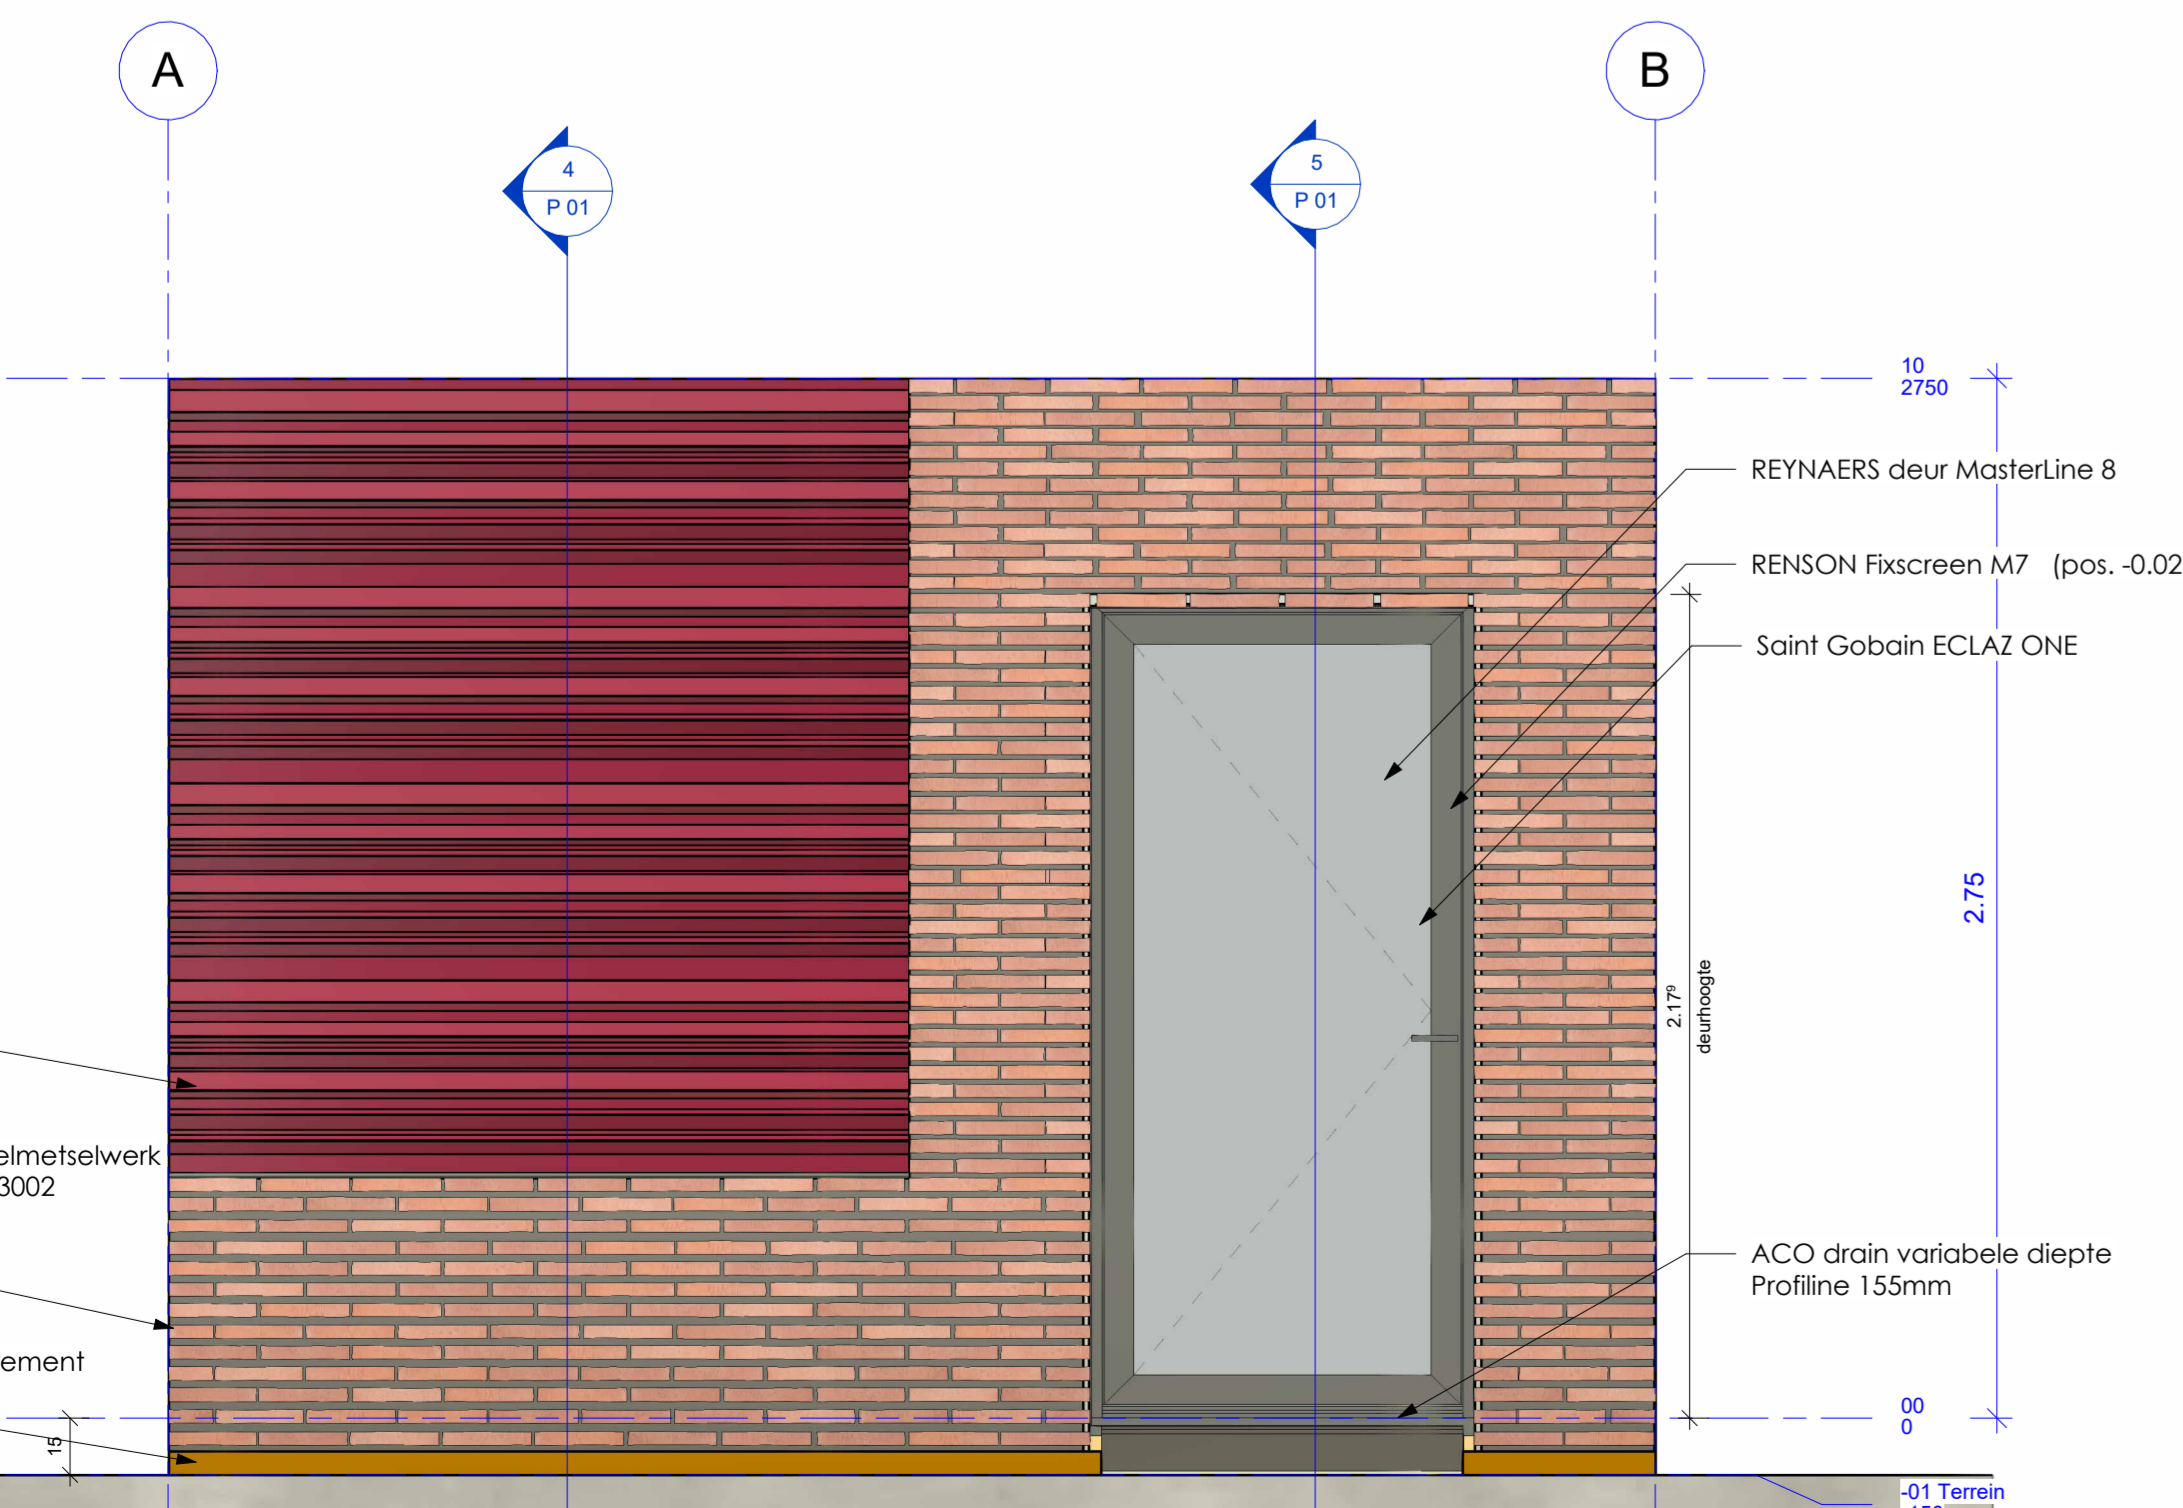 A
B
4
P 01
5
P 01
10
2750
REYNAERS deur MasterLine 8
RENSON Fixscreen M7 (pos. -0.02
Saint Gobain ECLAZ ONE
2.75
2.17⁹
deurhoogte
elmetselwerk
3002
ACO drain variabele diepte
Profiline 155mm
ement
00
0
15
-01 Terrein